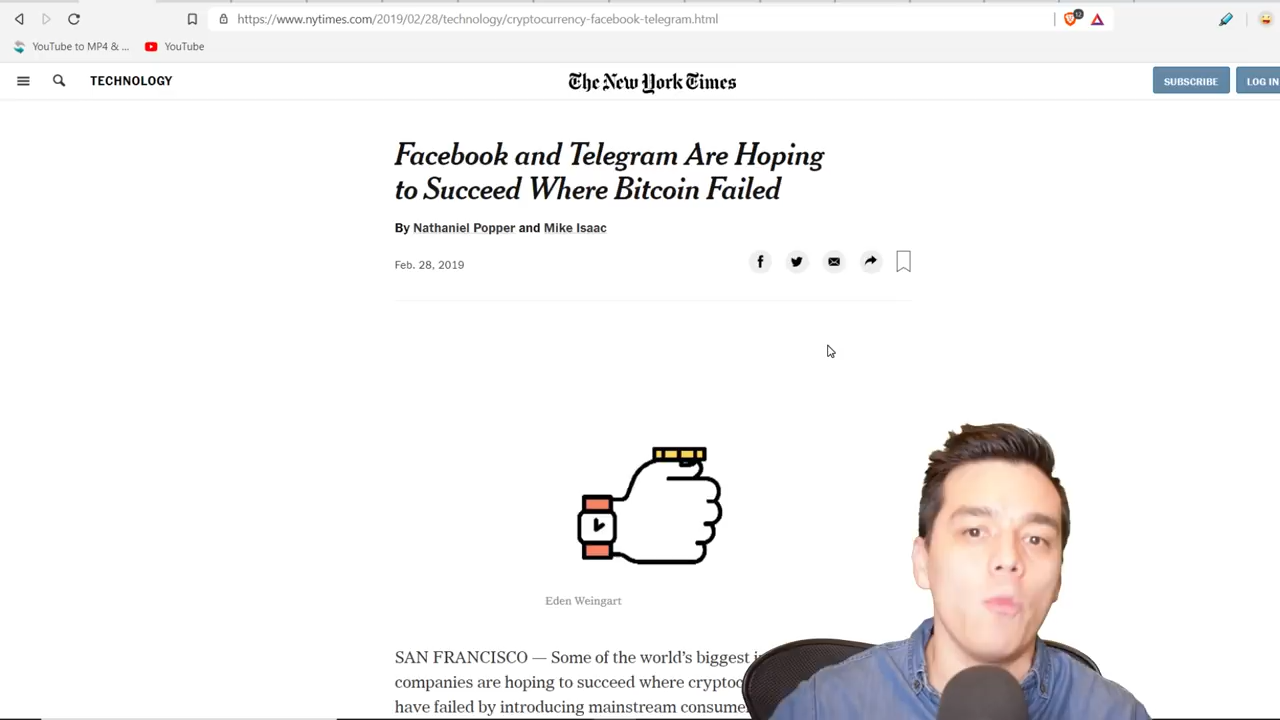 https://www.nytimes.com/2019/02/28/technology/cryptocurrency-facebook-telegram.html
12
YouTube to MP4 & ...
YouTube
TECHNOLOGY
The New York Times
SUBSCRIBE
LOG IN
Facebook and Telegram Are Hoping
to Succeed Where Bitcoin Failed
By Nathaniel Popper and Mike Isaac
Feb. 28, 2019
Eden Weingart
SAN FRANCISCO — Some of the world's biggest
companies are hoping to succeed where
have failed by introducing mainstream